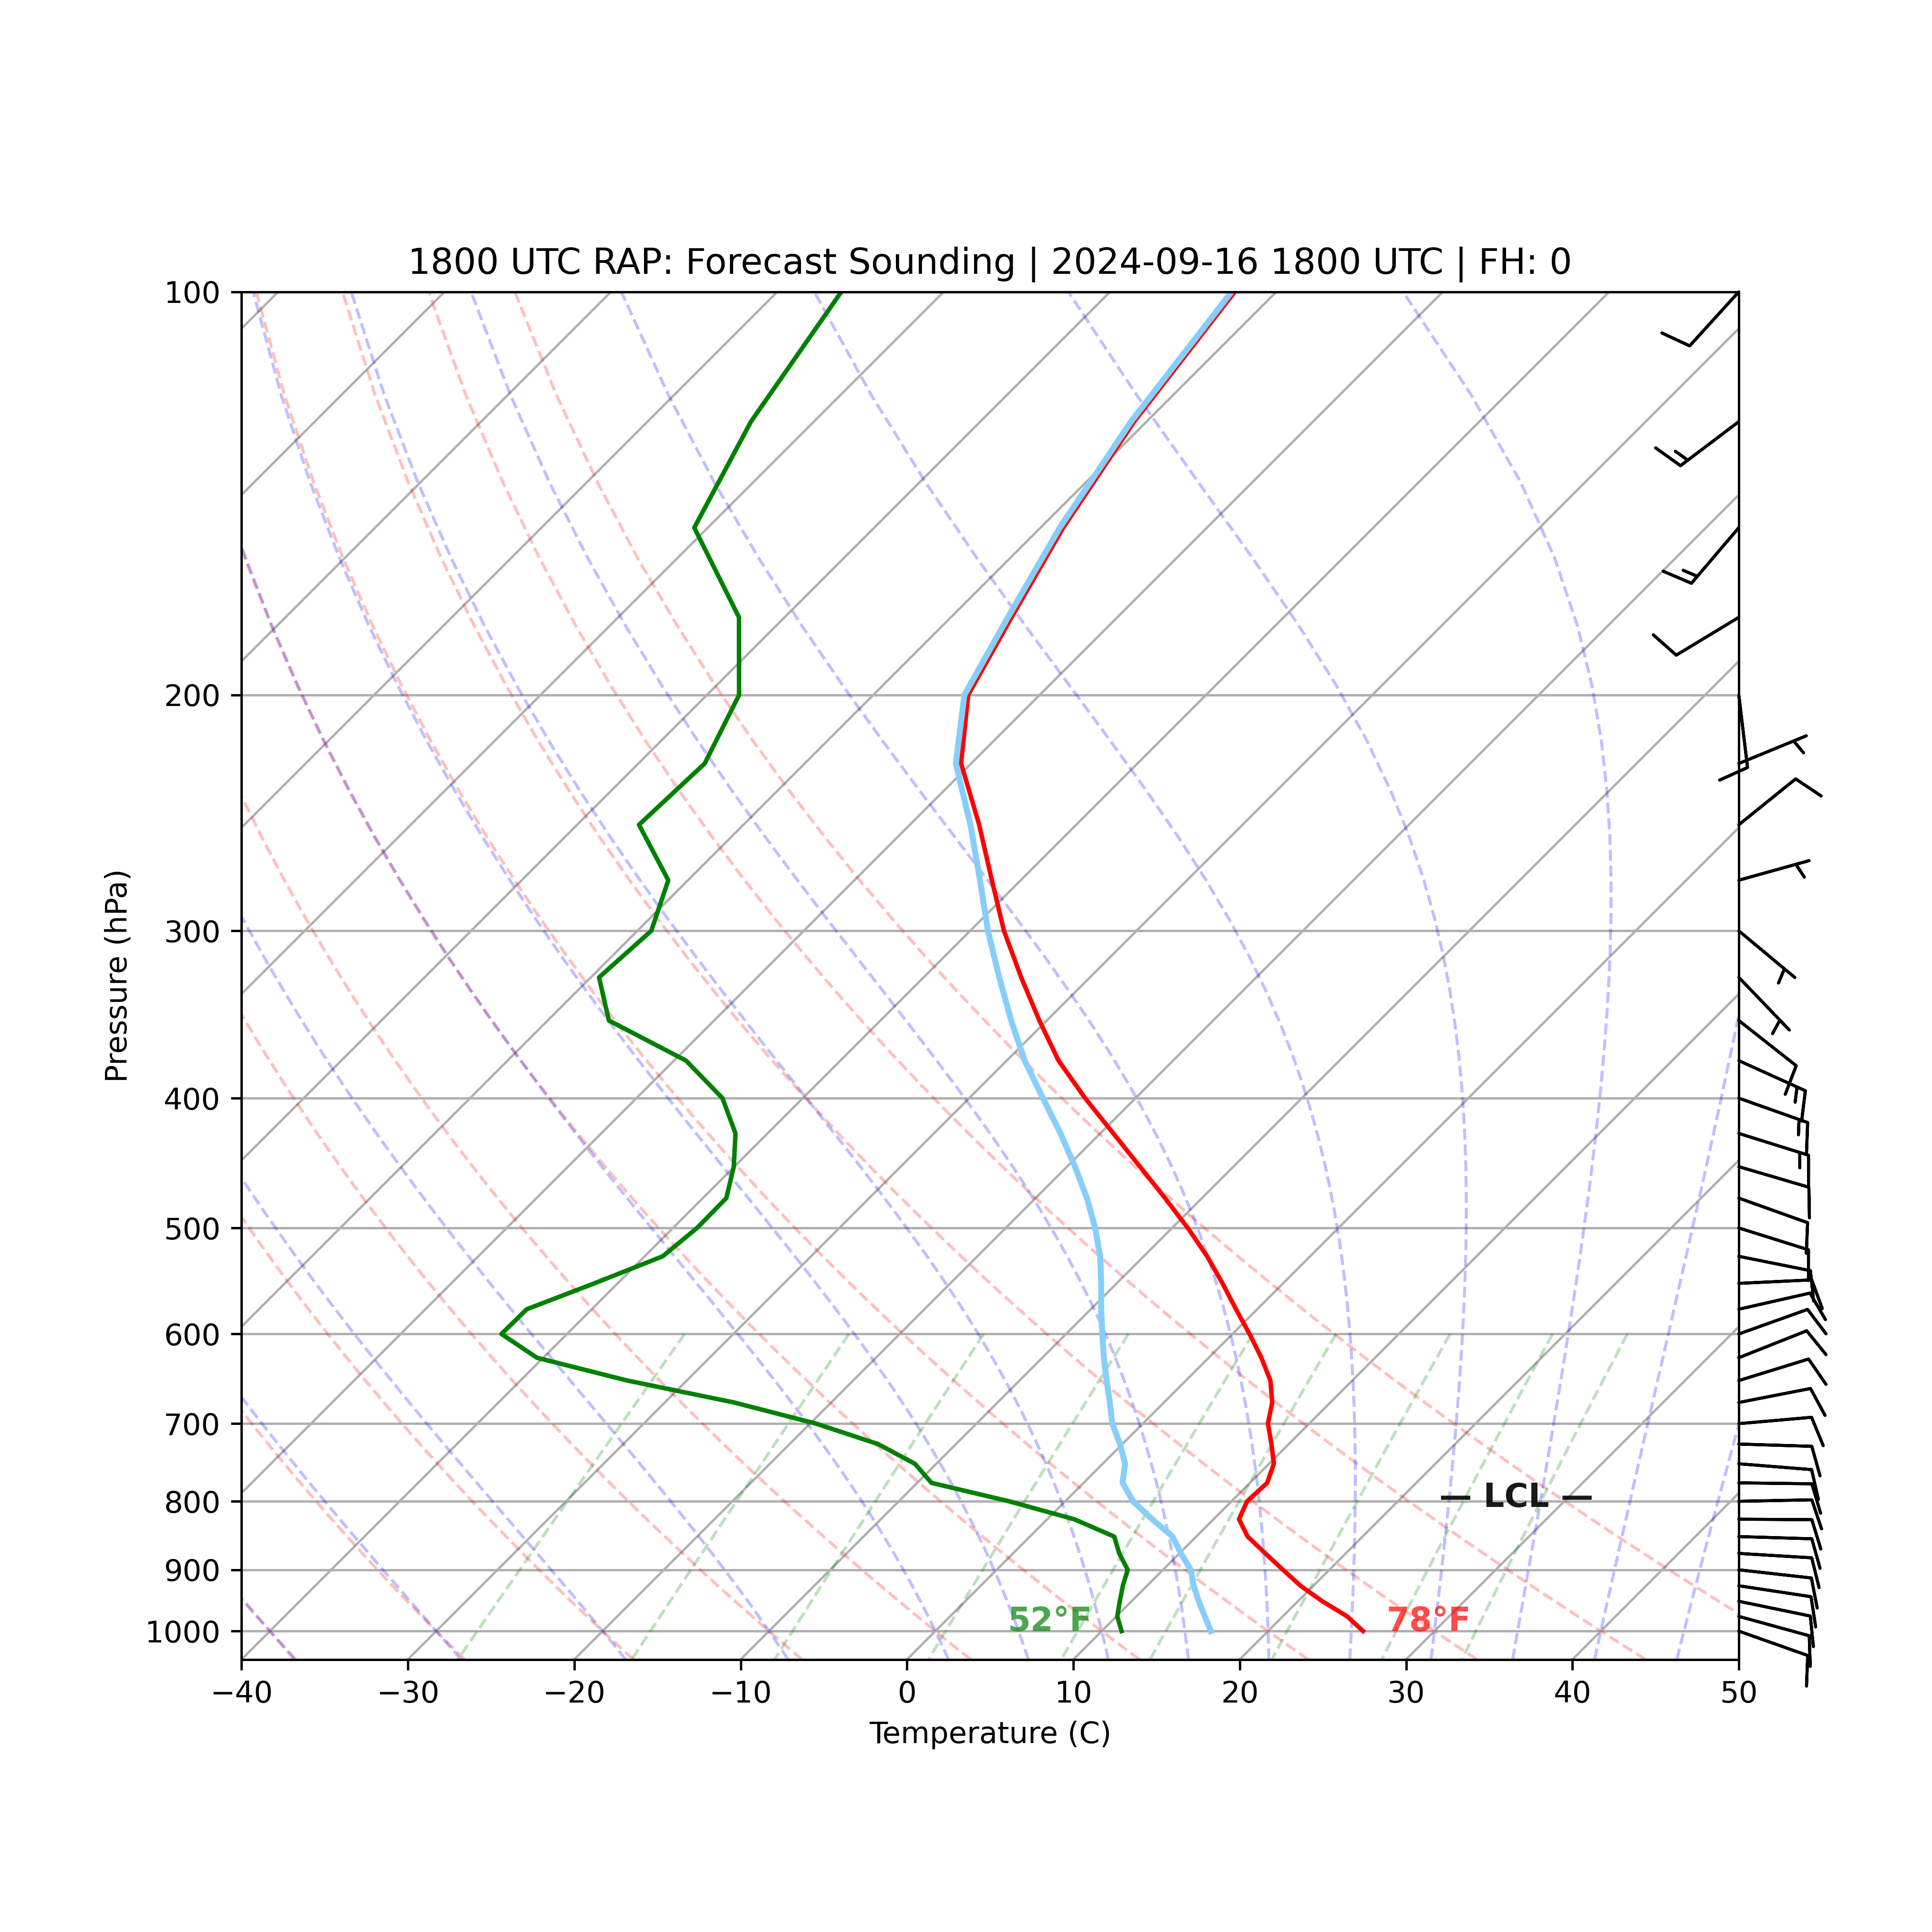 1800 UTC RAP: Forecast Sounding | 2024-09-16 1800 UTC | FH: 0
100
200
300
400
500
600
700
800
900
1000
Pressure (hPa)
LCL
52°F
78°F
−40 −30 −20 −10 0 10 20 30 40 50
Temperature (C)